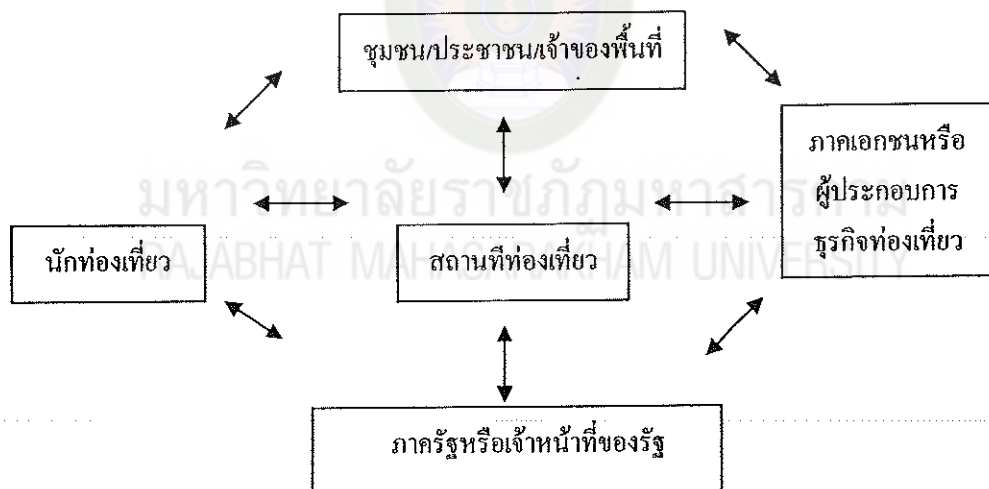 ชุมชน/ประชาชน/เจ้าของพื้นที่
ภาคเอกชนหรือ
ผู้ประกอบการ
ธุรกิจท่องเที่ยว
มหาวิทยาลัยราชภัฏมหาสารคาม
RAJABHAT MAHASARAKHAM UNIVERSITY
นักท่องเที่ยว
สถานทีท่องเที่ยว
ภาครัฐหรือเจ้าหน้าที่ของรัฐ